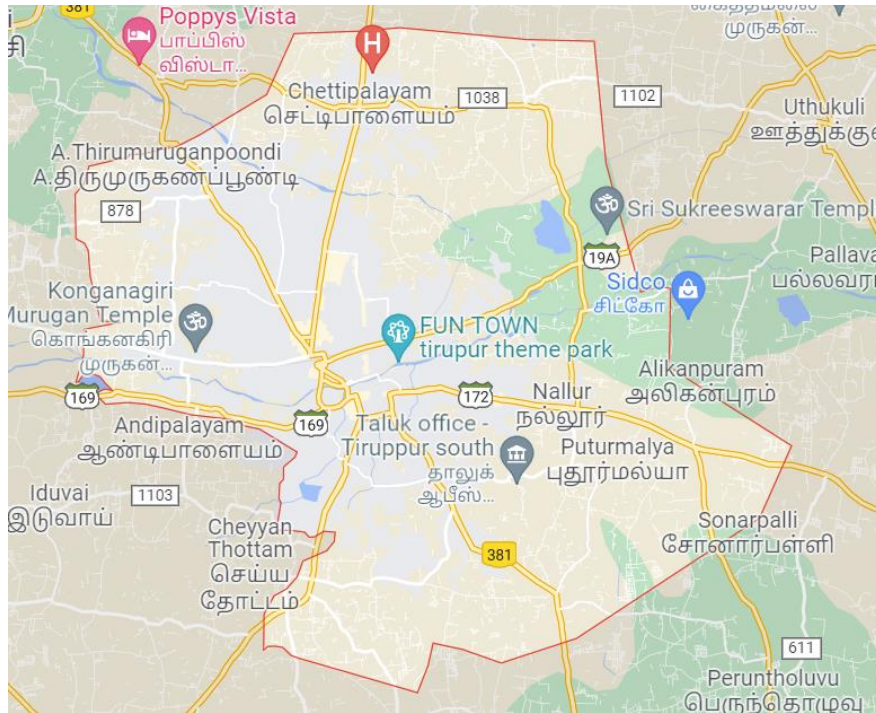 381
Poppys Vista
பாப்பிஸ்
விஸ்டா...
முருகன் ...
H
Chettipalayam
செட்டிபாளையம்
1038
1102
Uthukuli
A.Thirumuruganpoondi
A.திருமுருகன்ப்பூண்டி
878
Sri Sukreeswarar Templ
19A
Pallava
Sidco
சிட்கோ
Konganagiri
Murugan Temple
கொங்கனகிரி
முருகன் ...
FUN TOWN
tirupur theme park
Alikanpuram
அலிகன்புரம்
169
172
Nallur
நல்லூர்
169
Andipalayam
ஆண்டிபாளையம்
Taluk office -
Tiruppur south
தாலுக்
ஆபீஸ்...
Puturmalya
புதூர்மல்யா
Iduvai
இடுவாய்
1103
Cheyyan
Thottam
செய்ய
தோட்டம்
Sonarpalli
சோனார்பள்ளி
381
611
Peruntholuvu
பெருந்தொழுவு